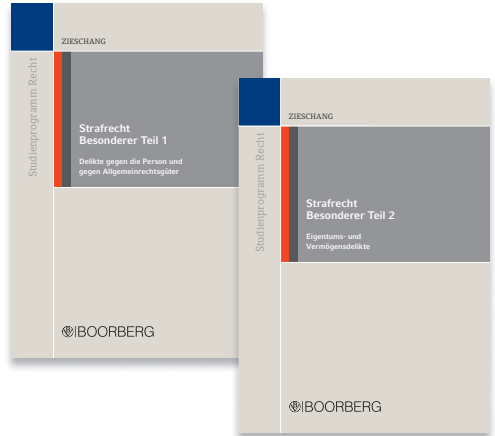 ZIESCHANG
Studienprogramm Recht
Strafrecht
Besonderer Teil 1
Delikte gegen die Person und
gegen Allgemeinrechtsgüter
BOORBERG
ZIESCHANG
Studienprogramm Recht
Strafrecht
Besonderer Teil 2
Eigentums- und
Vermögensdelikte
BOORBERG